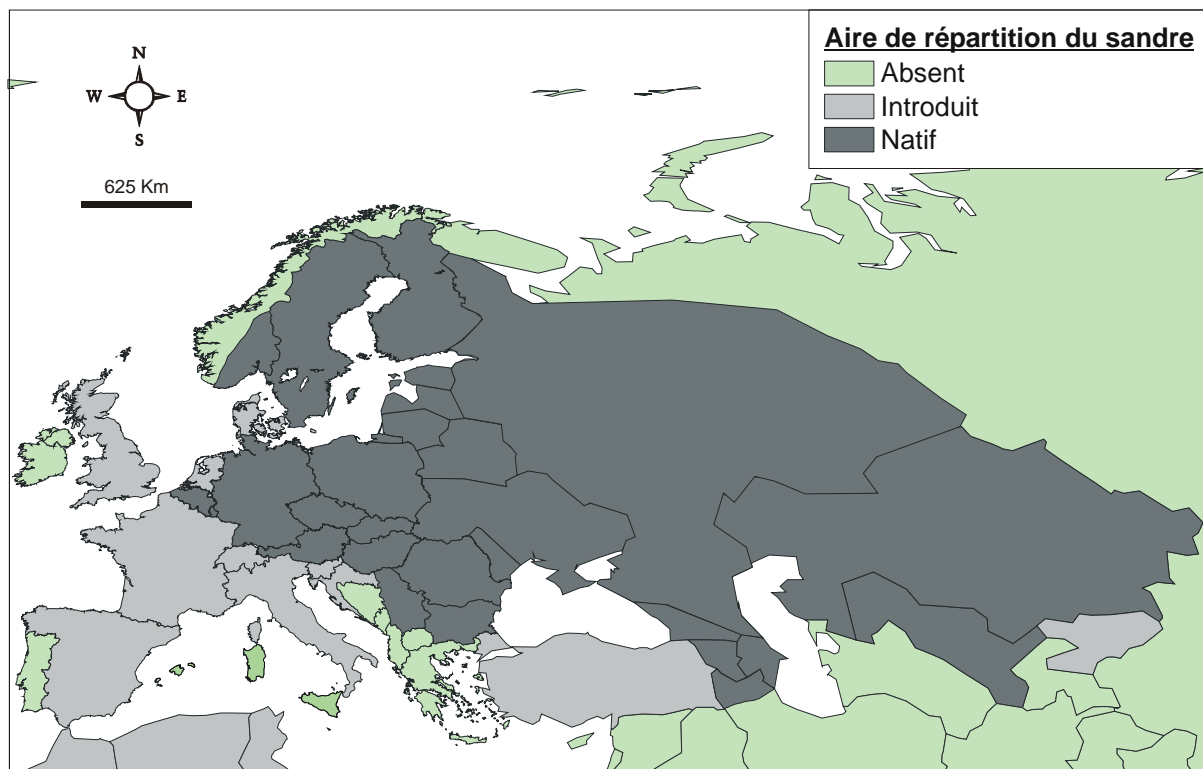 Aire de répartition du sandre
Absent
Introduit
Natif
N
W E
S
625 Km